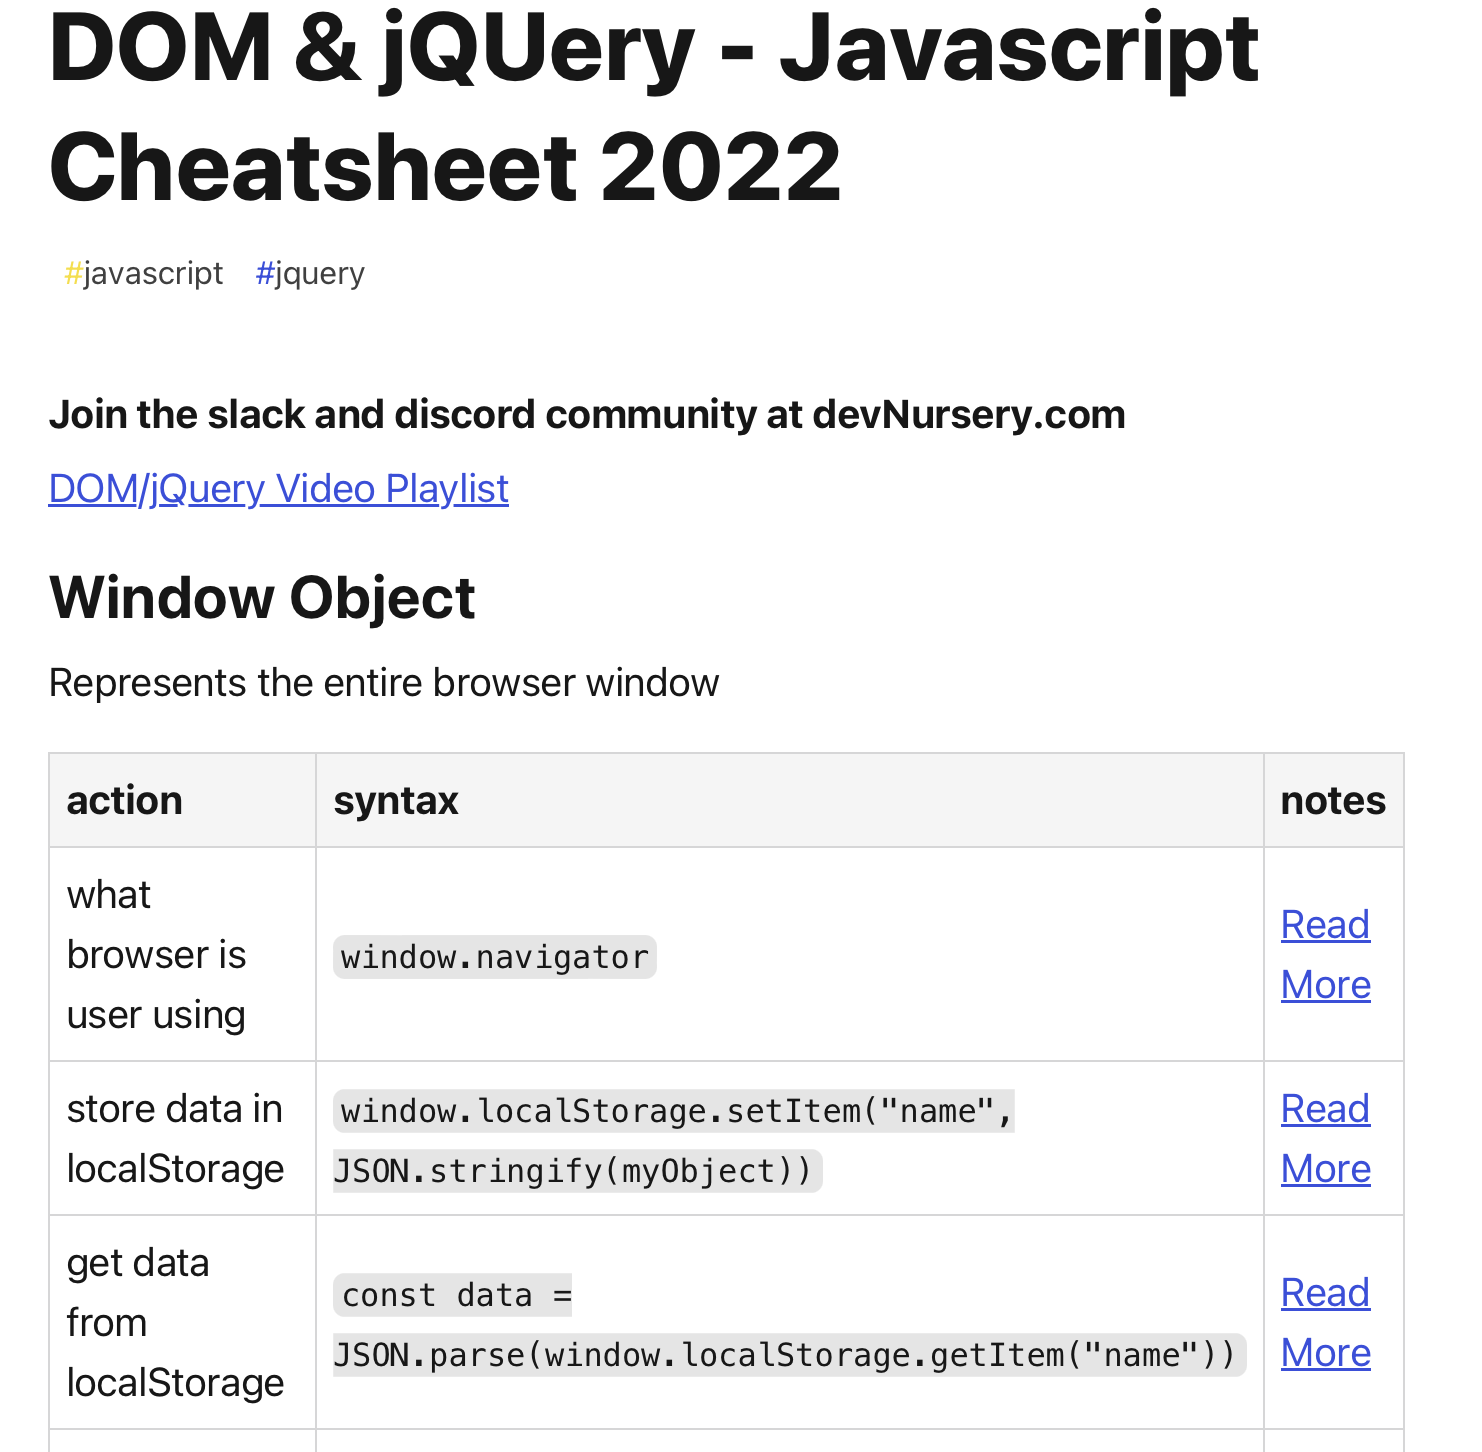 DOM & jQUery - Javascript
Cheatsheet 2022
#javascript #jquery
Join the slack and discord community at devNursery.com
DOM/jQuery Video Playlist
Window Object
Represents the entire browser window
action syntax notes
what
browser is
user using
window.navigator
Read
More
store data in
localStorage
window.localStorage.setItem("name",
JSON.stringify(myObject))
Read
More
get data
from
localStorage
const data =
JSON.parse(window.localStorage.getItem("name"))
Read
More